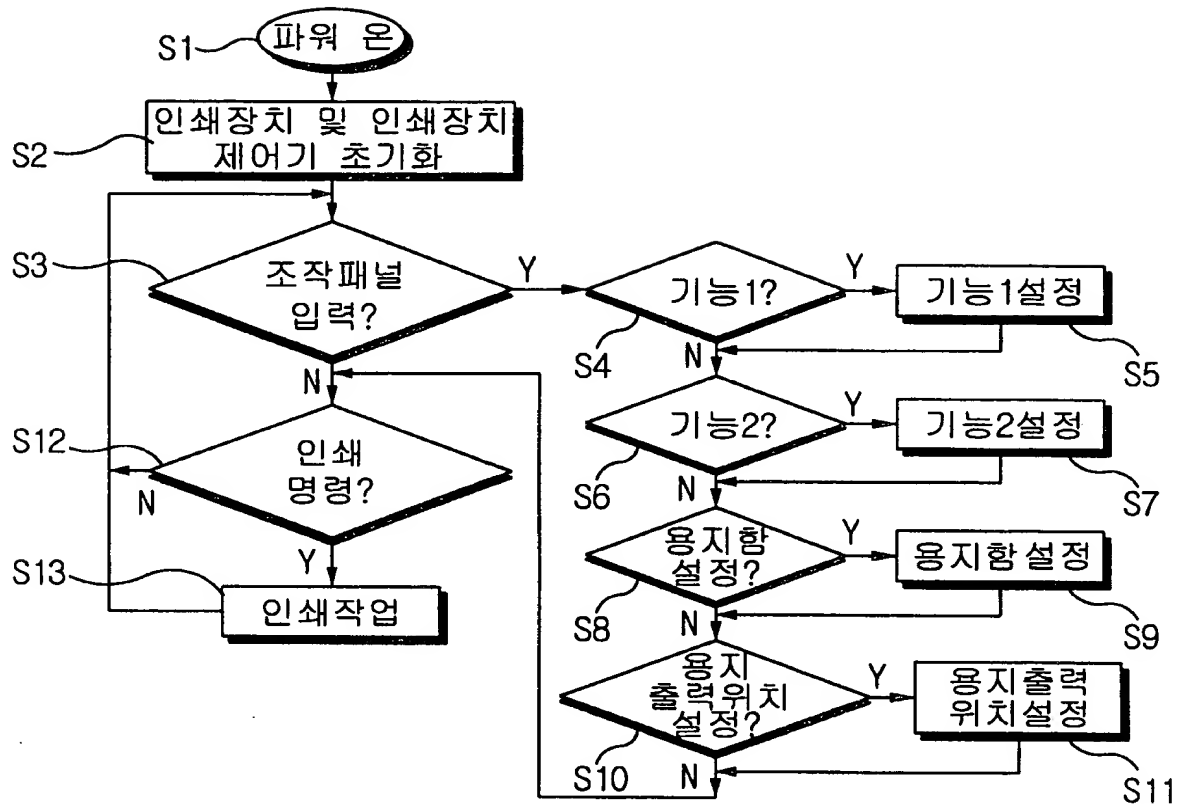 S1
파워 온
S2
인쇄장치 및 인쇄장치
제어기 초기화
S3
조작패널
입력?
Y
N
S4
기능1?
Y
N
기능1설정
S5
S6
기능2?
Y
N
기능2설정
S7
S8
용지함
설정?
Y
N
용지함설정
S9
S10
용지
출력위치
설정?
Y
N
용지출력
위치설정
S11
S12
인쇄
명령?
N
Y
S13
인쇄작업